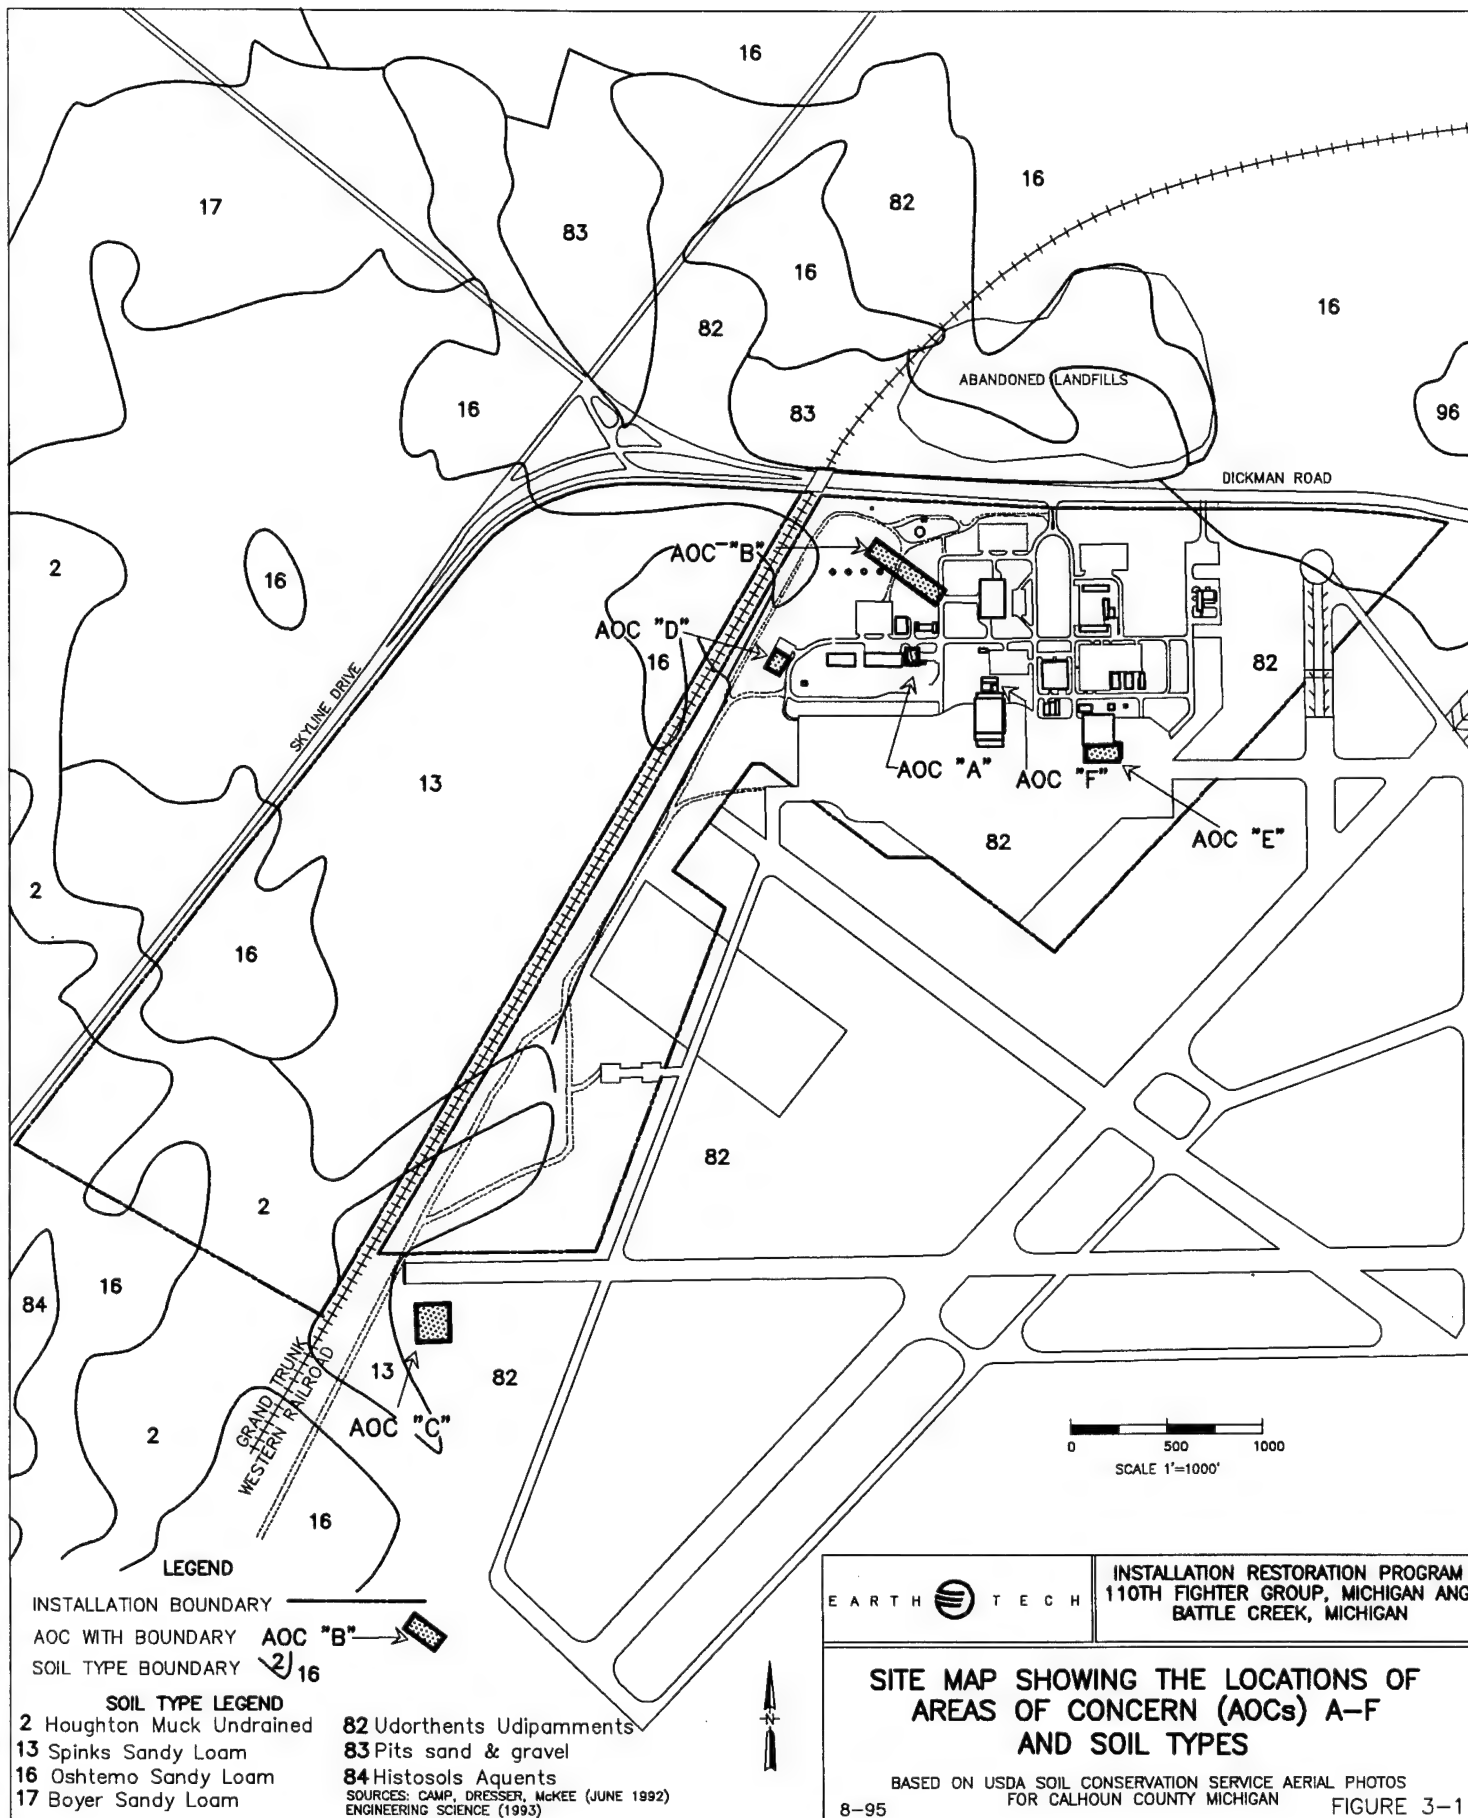 16
17
83
82
16
16
16
82
ABANDONED LANDFILLS
16
83
96
DICKMAN ROAD
2
16
AOC "B"
AOC "D"
16
82
SKYLINE DRIVE
13
AOC "A"
AOC "F"
AOC "E"
82
2
16
82
2
16
84
13
82
GRAND TRUNK
WESTERN RAILROAD
AOC "C"
2
16
0 500 1000
SCALE 1"=1000'
LEGEND
INSTALLATION BOUNDARY
AOC WITH BOUNDARY AOC "B"
SOIL TYPE BOUNDARY 2 16
SOIL TYPE LEGEND
2 Houghton Muck Undrained
13 Spinks Sandy Loam
16 Oshtemo Sandy Loam
17 Boyer Sandy Loam
82 Udorthents Udipamments
83 Pits sand & gravel
84 Histosols Aquents
SOURCES: CAMP, DRESSER, McKEE (JUNE 1992)
ENGINEERING SCIENCE (1993)
N
EARTH TECH
INSTALLATION RESTORATION PROGRAM
110TH FIGHTER GROUP, MICHIGAN ANG
BATTLE CREEK, MICHIGAN
SITE MAP SHOWING THE LOCATIONS OF
AREAS OF CONCERN (AOCs) A-F
AND SOIL TYPES
BASED ON USDA SOIL CONSERVATION SERVICE AERIAL PHOTOS
FOR CALHOUN COUNTY MICHIGAN
8-95
FIGURE 3-1